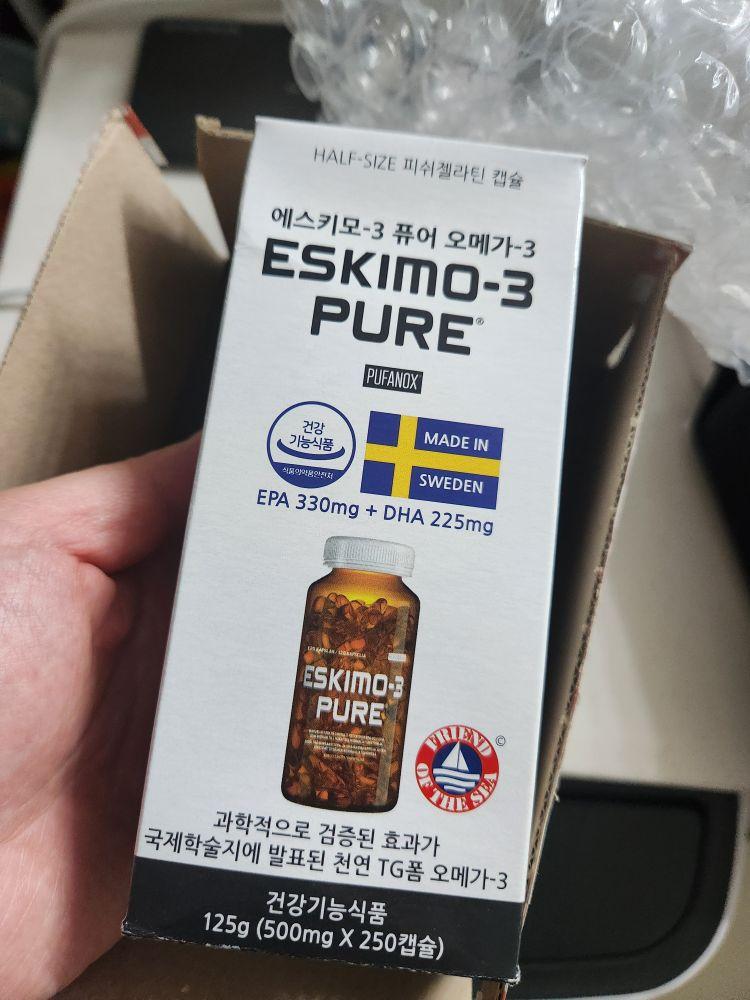 HALF-SIZE 피쉬젤라틴 캡슐
에스키모-3 퓨어 오메가-3
ESKIMO-3
PURE®
PUFANOX
건강
기능식품
식품의약품안전처
MADE IN
SWEDEN
EPA 330mg + DHA 225mg
ESKIMO-3
PURE
FRIEND
OF THE SEA
©
과학적으로 검증된 효과가
국제학술지에 발표된 천연 TG폼 오메가-3
건강기능식품
125g (500mg X 250캡슐)